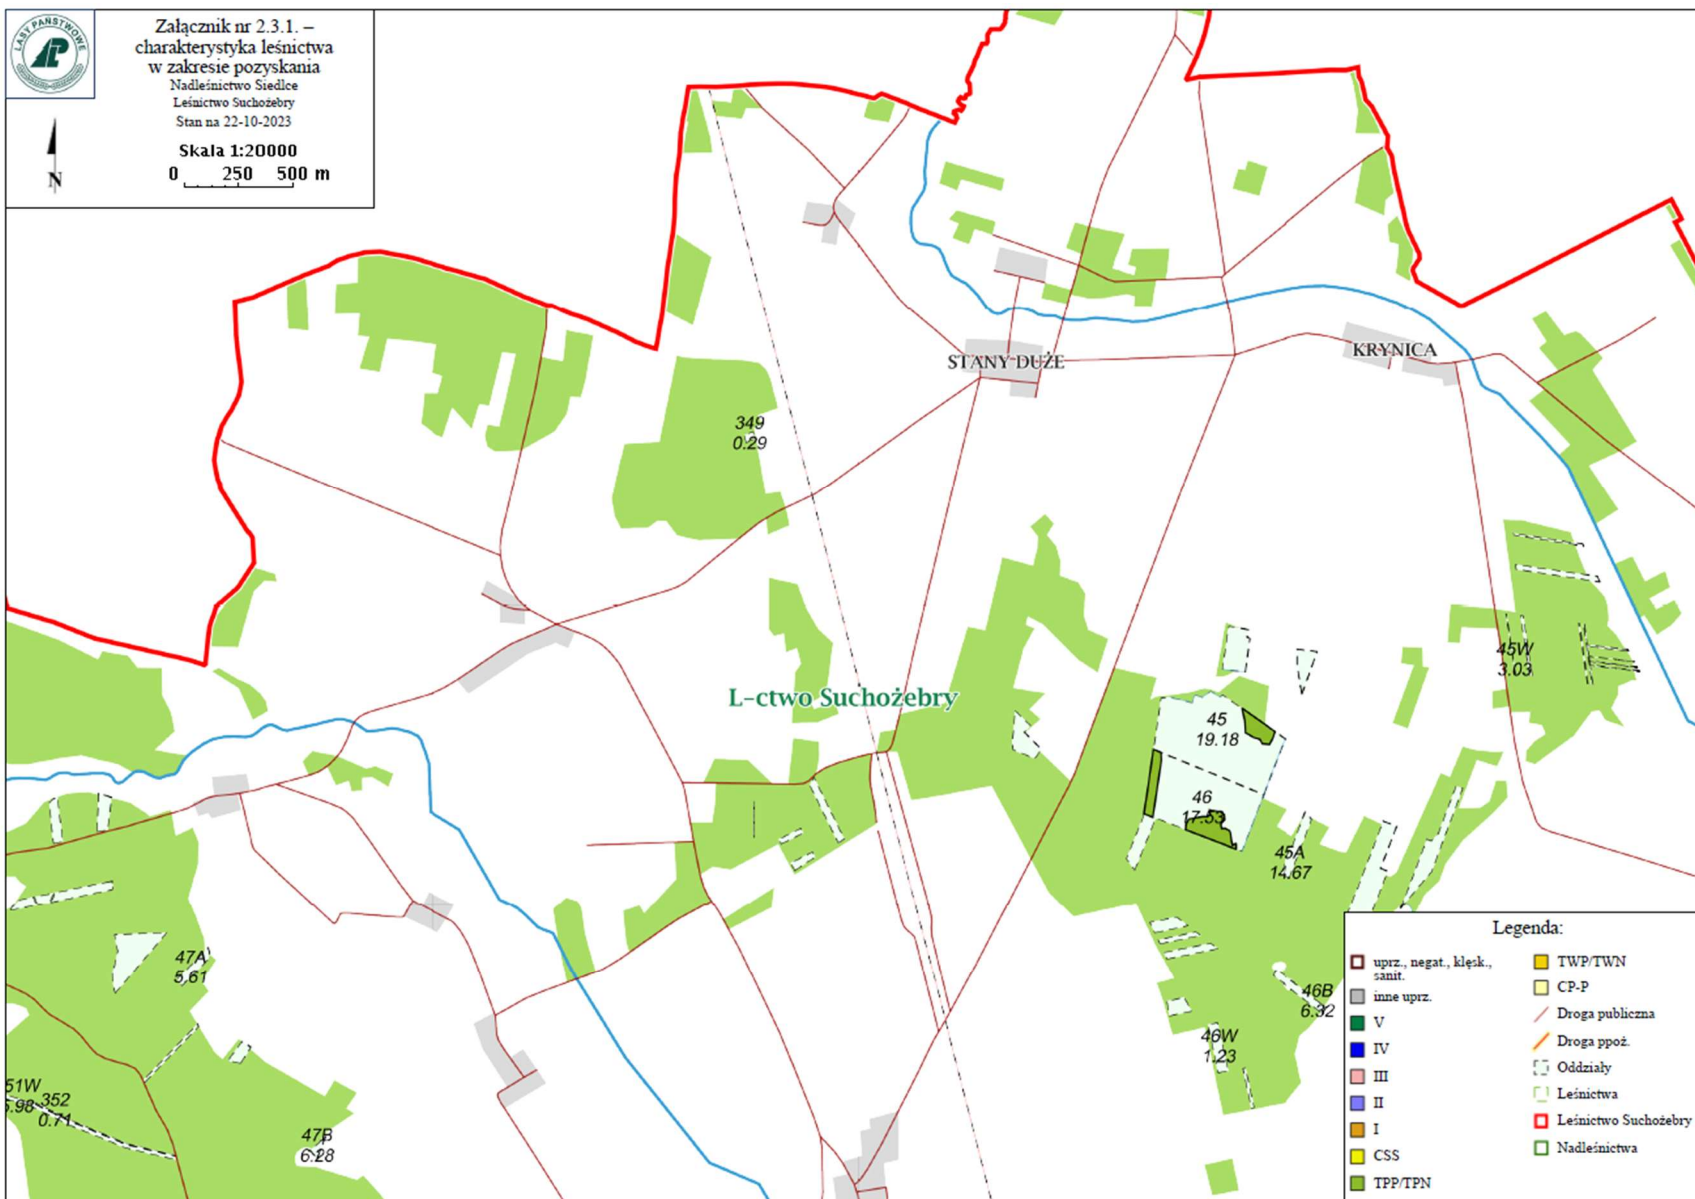 LASY PAŃSTWOWE
Załącznik nr 2.3.1. –
charakterystyka leśnictwa
w zakresie pozyskania
Nadleśnictwo Siedlce
Leśnictwo Suchożebry
Stan na 22-10-2023
Skala 1:20000
0 250 500 m
N
STANY DUŻE
KRYNICA
349
0.29
45W
3.03
L-ctwo Suchożebry
45
19.18
46
17.53
45A
14.67
47A
5.61
46B
6.32
46W
1.23
51W
5.98
352
0.71
47B
6.28
Legenda:
uprz., negat., klęsk.,
sanit.
inne uprz.
V
IV
III
II
I
CSS
TPP/TPN
TWP/TWN
CP-P
Droga publiczna
Droga ppoż.
Oddziały
Leśnictwa
Leśnictwo Suchożebry
Nadleśnictwa